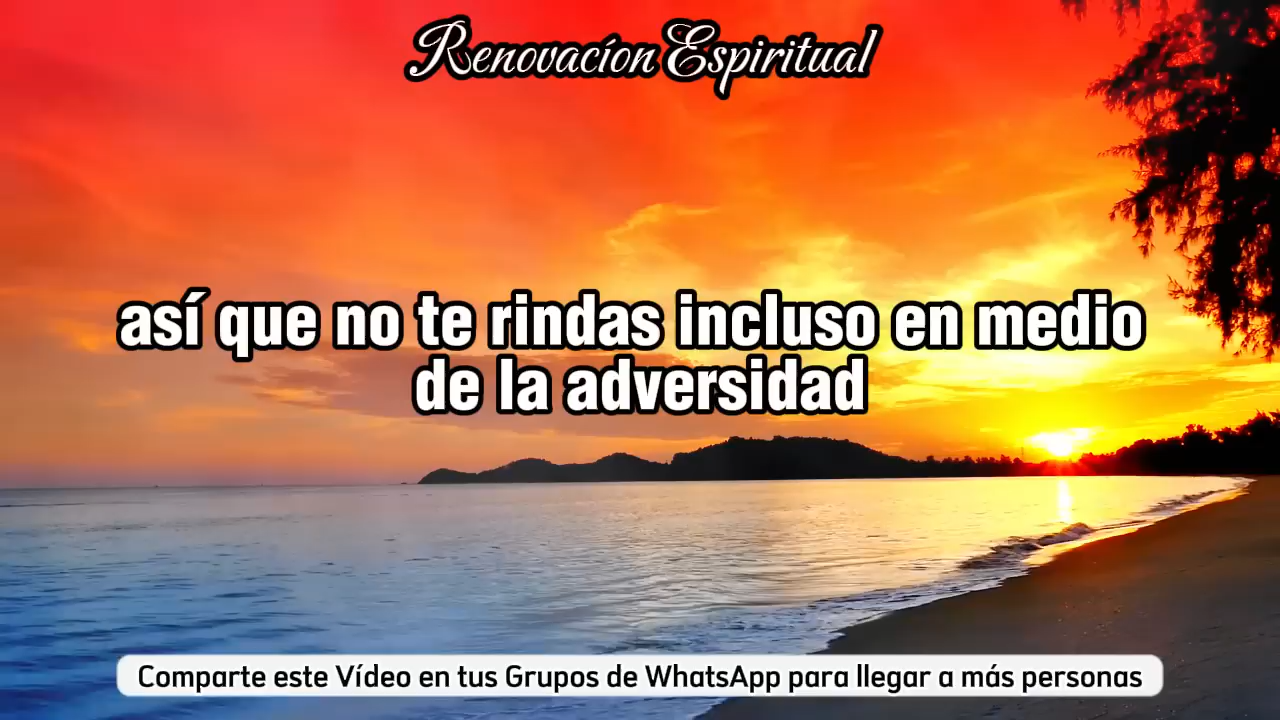 Renovacíon Espiritual
así que no te rindas incluso en medio
de la adversidad
Comparte este Vídeo en tus Grupos de WhatsApp para llegar a más personas